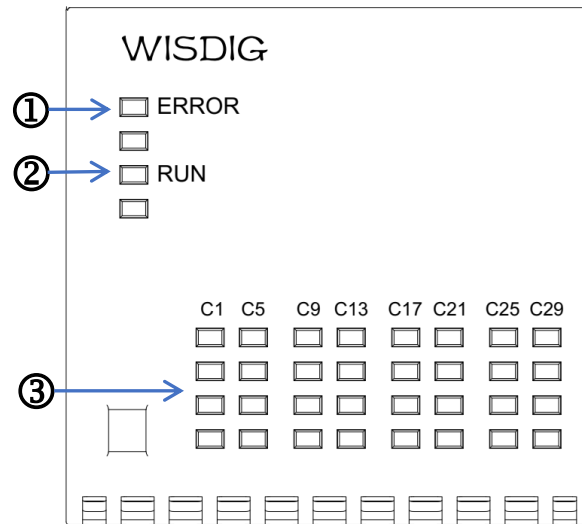 WISDIG
① ERROR
② RUN
C1 C5 C9 C13 C17 C21 C25 C29
③